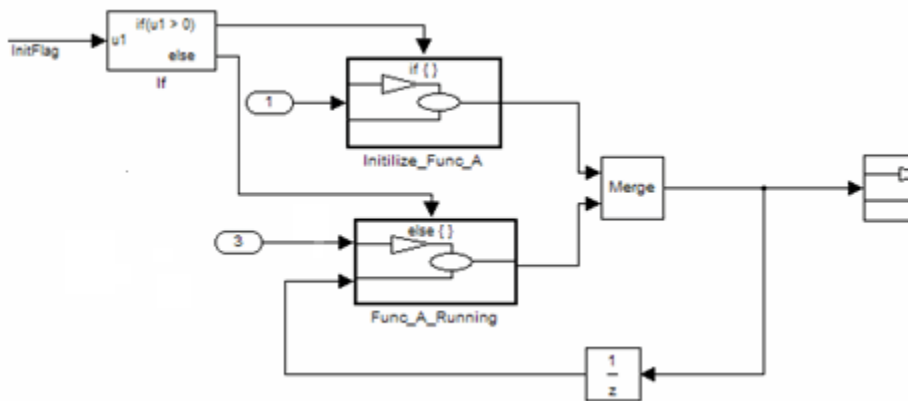 InitFlag
u1
if(u1 > 0)
else
If
1
if { }
Initilize_Func_A
Merge
3
else { }
Func_A_Running
1
z